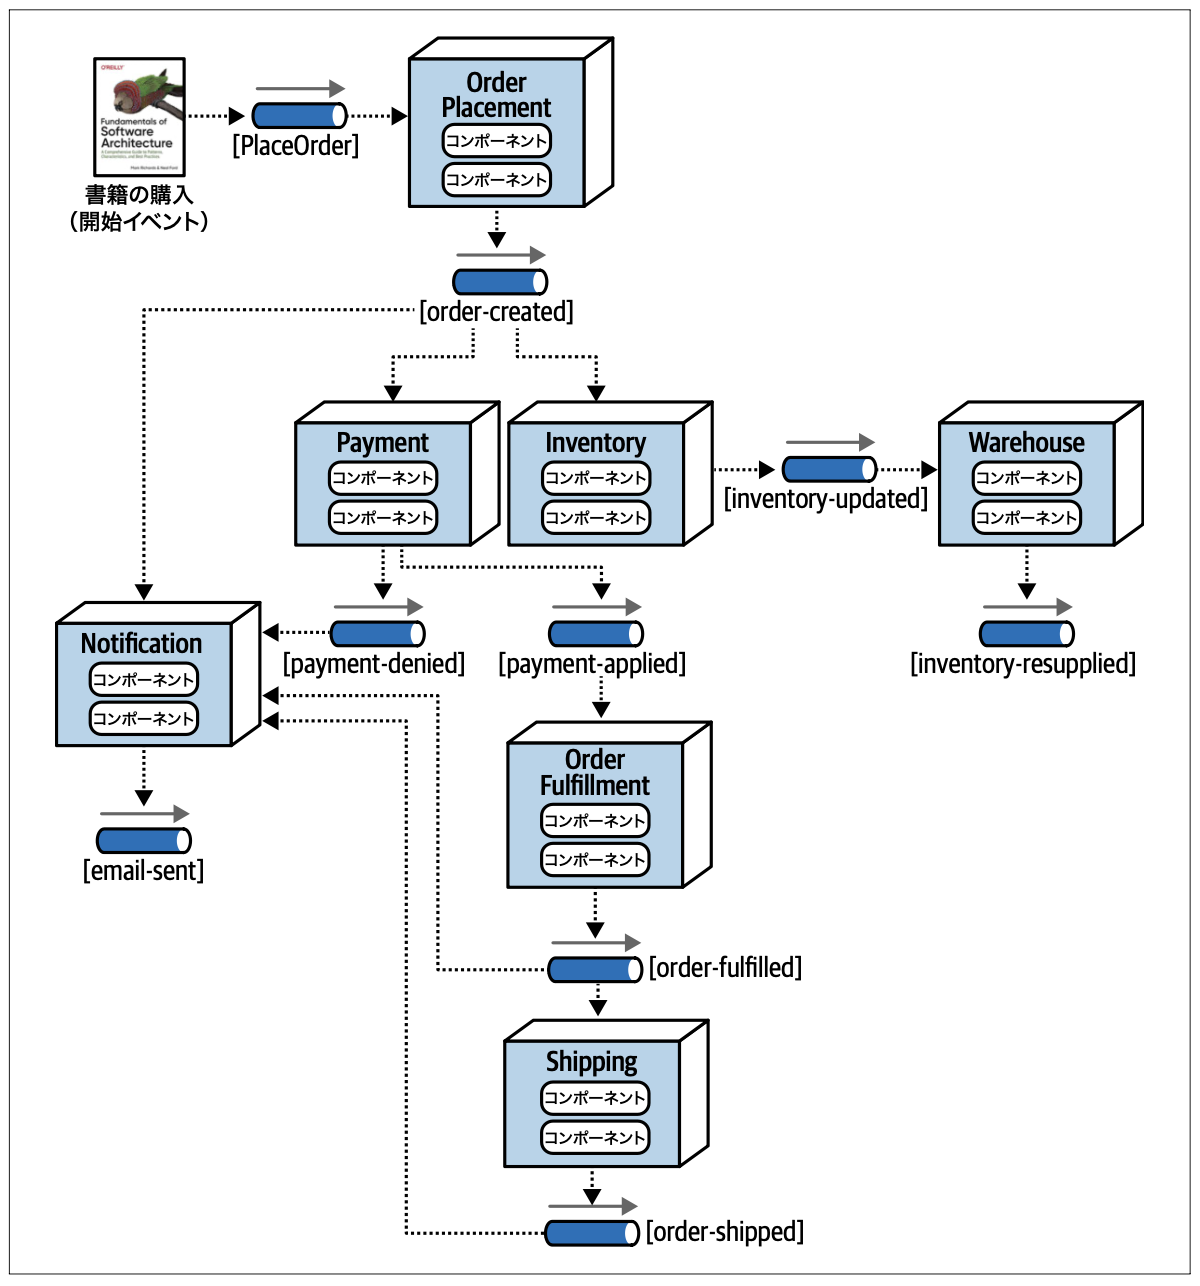 O'REILLY
Fundamentals of
Software
Architecture
書籍の購入
（開始イベント）
[PlaceOrder]
Order
Placement
コンポーネント
コンポーネント
[order-created]
Payment
コンポーネント
コンポーネント
Inventory
コンポーネント
コンポーネント
[inventory-updated]
Warehouse
コンポーネント
コンポーネント
Notification
コンポーネント
コンポーネント
[payment-denied]
[payment-applied]
[inventory-resupplied]
[email-sent]
Order
Fulfillment
コンポーネント
コンポーネント
[order-fulfilled]
Shipping
コンポーネント
コンポーネント
[order-shipped]